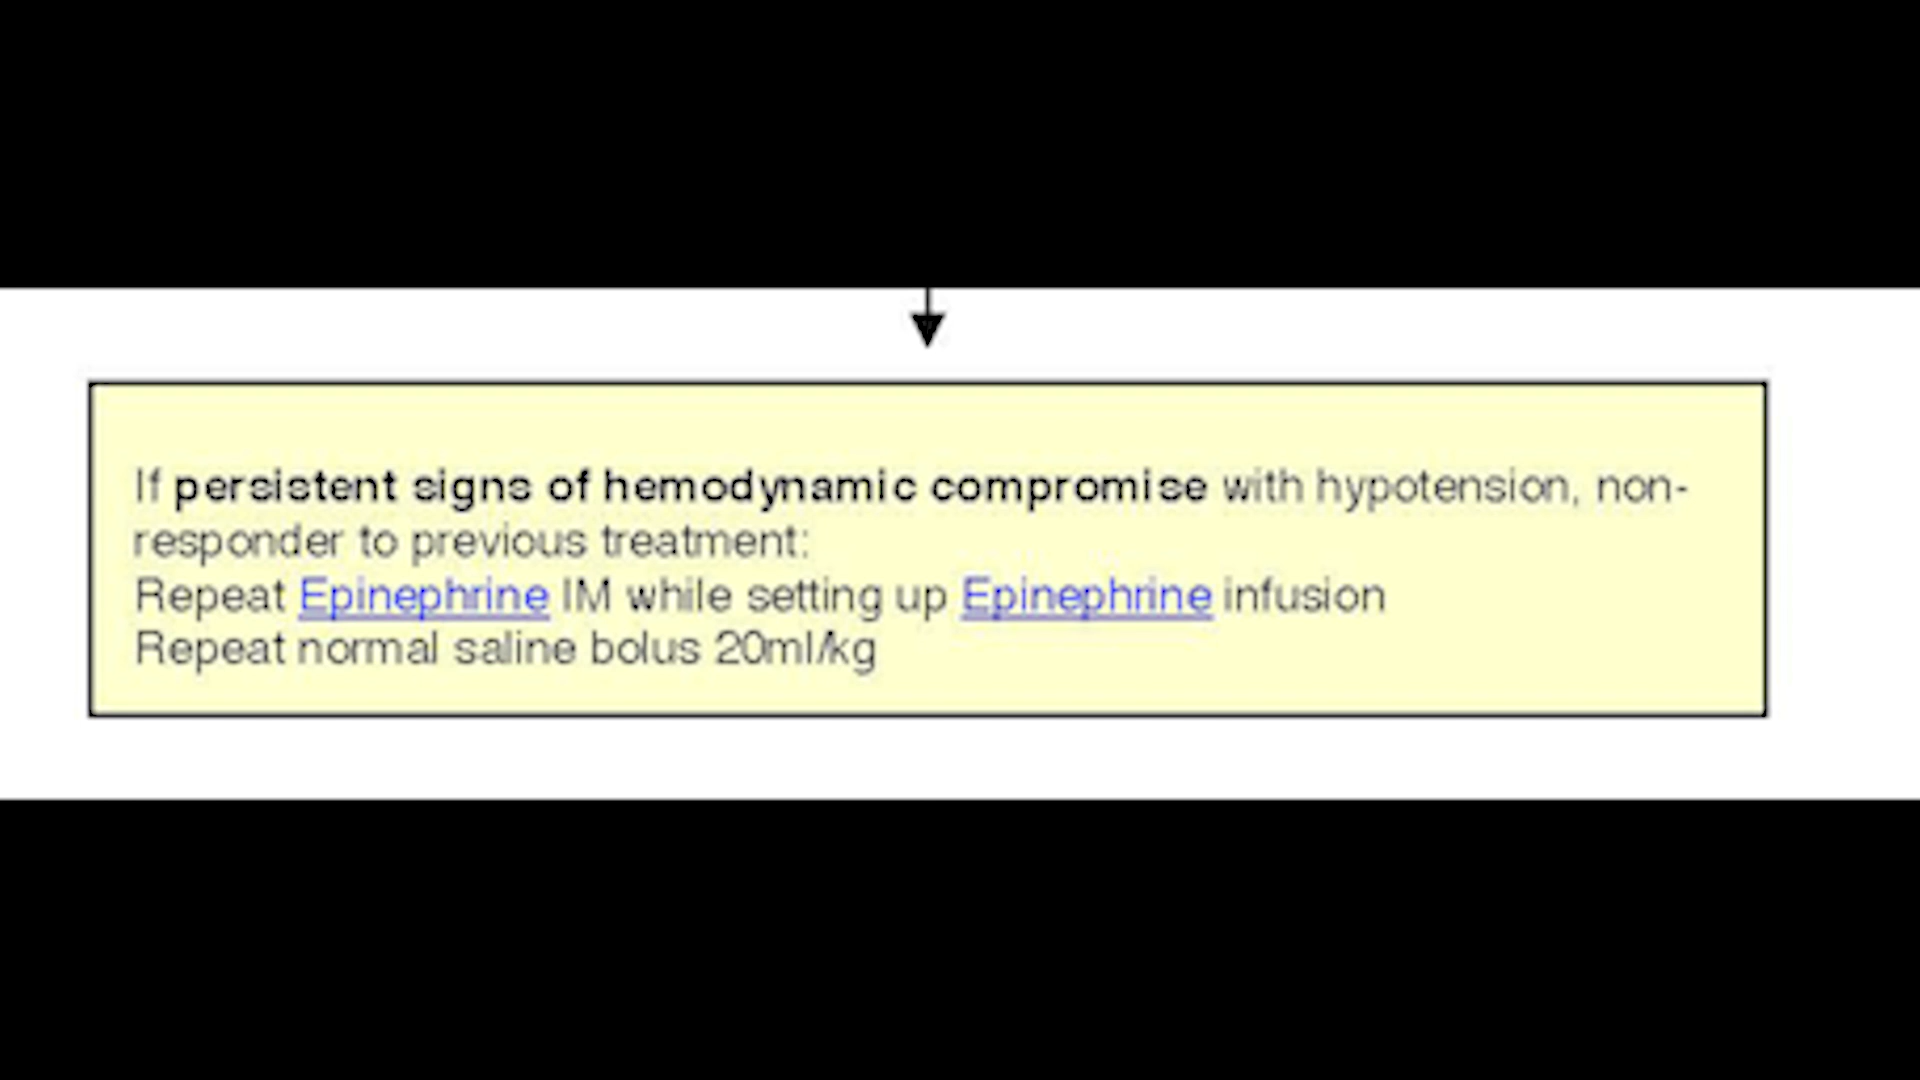 If persistent signs of hemodynamic compromise with hypotension, non-
responder to previous treatment:
Repeat Epinephrine IM while setting up Epinephrine infusion
Repeat normal saline bolus 20ml/kg